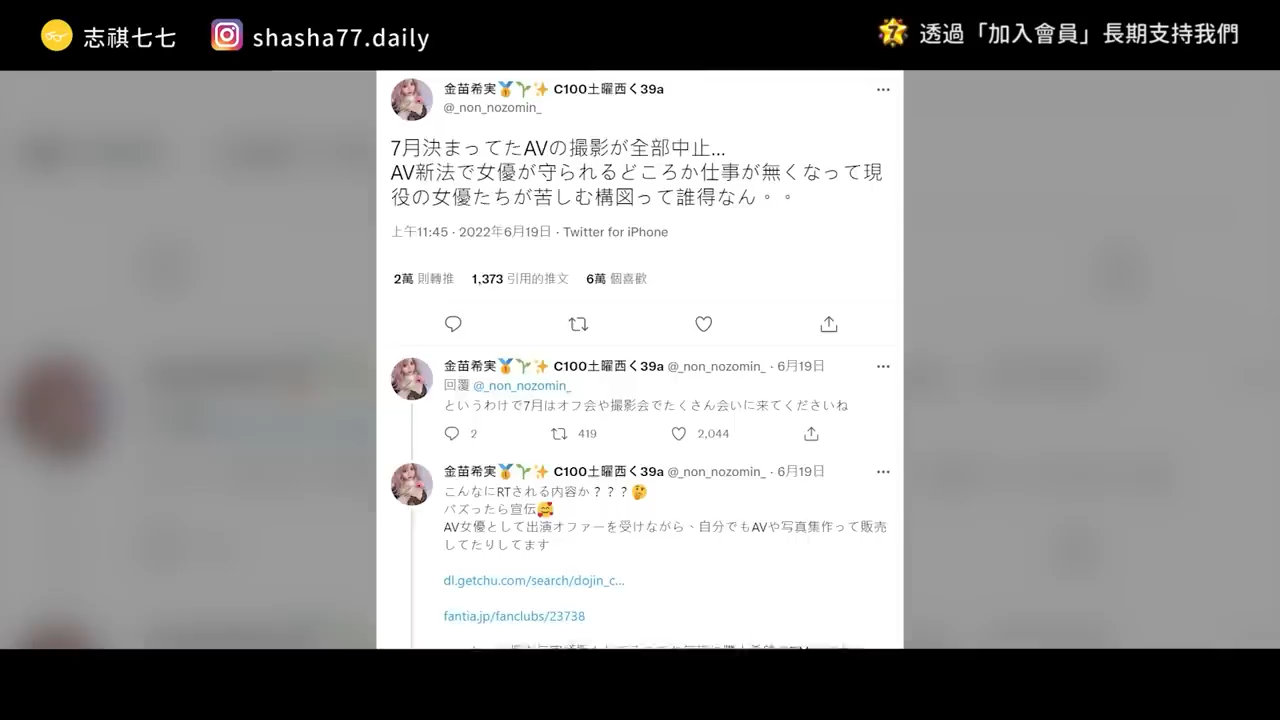 志祺七七 shasha77.daily
透過「加入會員」長期支持我們
金苗希実🥇🌱✨ C100土曜西く39a
@_non_nozomin_
7月決まってたAVの撮影が全部中止...
AV新法で女優が守られるどころか仕事が無くなって現
役の女優たちが苦しむ構図って誰得なん。。
上午11:45 · 2022年6月19日 · Twitter for iPhone
2萬 則轉推 1,373 引用的推文 6萬 個喜歡
金苗希実🥇🌱✨ C100土曜西く39a @_non_nozomin_ · 6月19日
回覆 @_non_nozomin_
というわけで7月はオフ会や撮影会でたくさん会いに来てくださいね
2 419 2,044
金苗希実🥇🌱✨ C100土曜西く39a @_non_nozomin_ · 6月19日
こんなにRTされる内容か？？？🤔
バズったら宣伝🥰
AV女優として出演オファーを受けながら、自分でもAVや写真集作って販売
してたりしてます
dl.getchu.com/search/dojin_c...
fantia.jp/fanclubs/23738